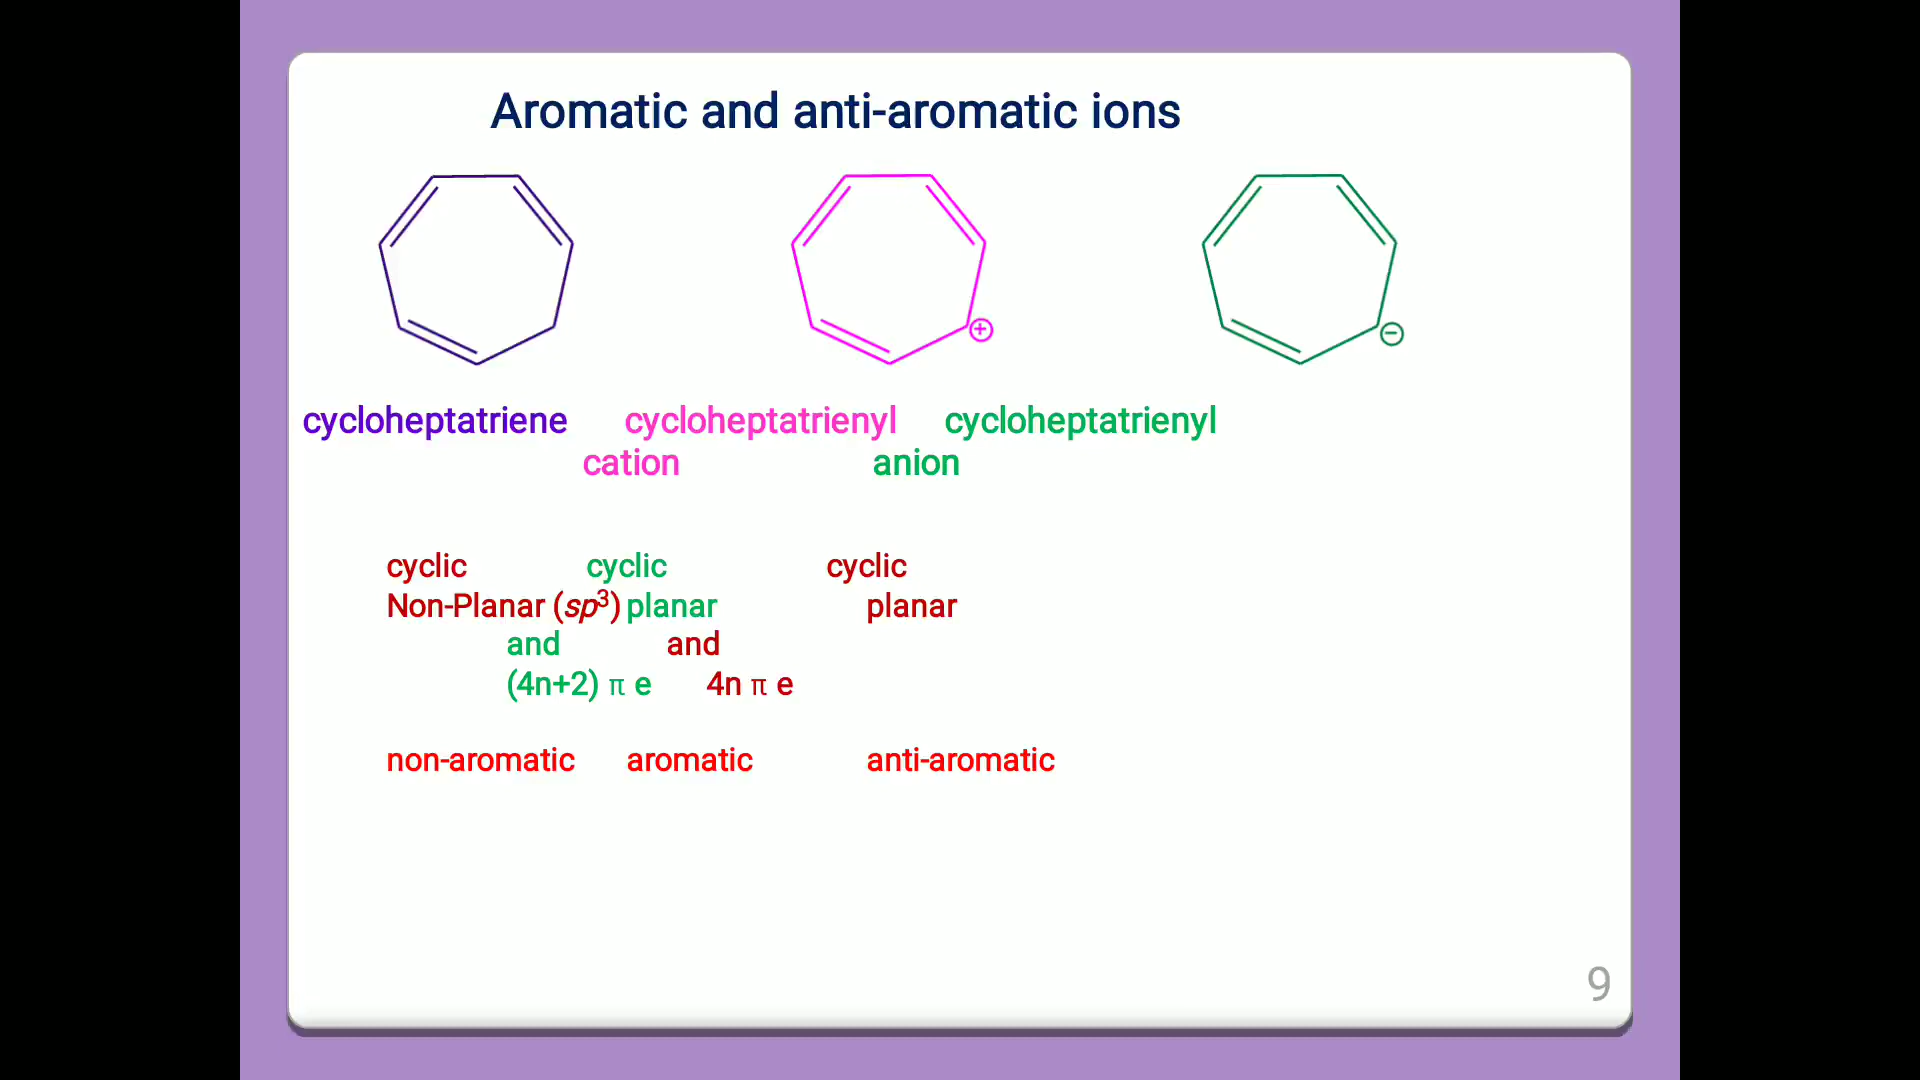 Aromatic and anti-aromatic ions
+
−
cycloheptatriene cycloheptatrienyl cycloheptatrienyl
cation anion
cyclic cyclic cyclic
Non-Planar (sp³) planar planar
and and
(4n+2) π e 4n π e
non-aromatic aromatic anti-aromatic
9